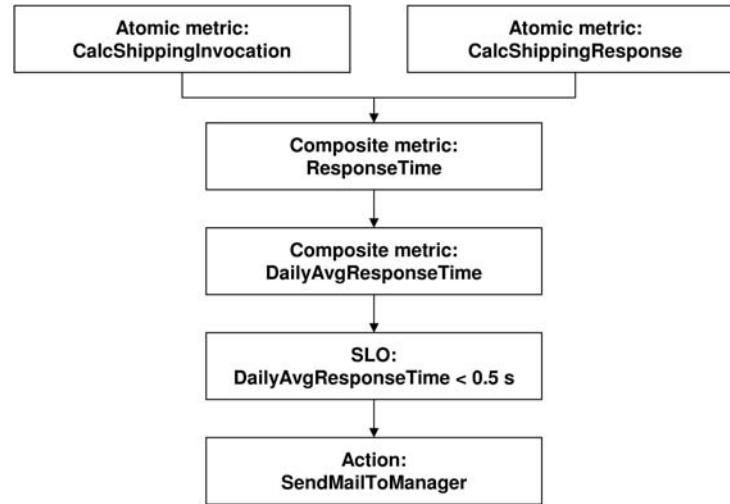 Atomic metric:
CalcShippingInvocation
Atomic metric:
CalcShippingResponse
Composite metric:
ResponseTime
Composite metric:
DailyAvgResponseTime
SLO:
DailyAvgResponseTime < 0.5 s
Action:
SendMailToManager